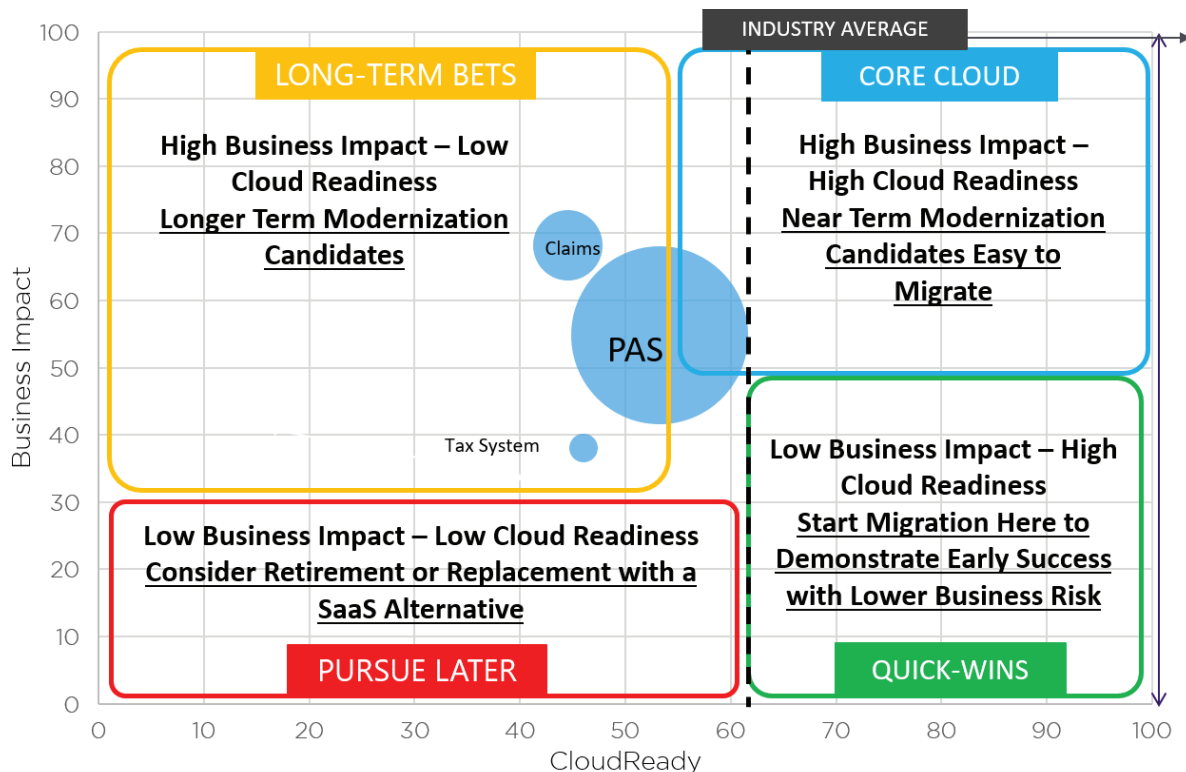 INDUSTRY AVERAGE
LONG-TERM BETS
High Business Impact – Low
Cloud Readiness
Longer Term Modernization
Candidates
CORE CLOUD
High Business Impact –
High Cloud Readiness
Near Term Modernization
Candidates Easy to
Migrate
Claims
PAS
Tax System
Low Business Impact – Low Cloud Readiness
Consider Retirement or Replacement with a
SaaS Alternative
PURSUE LATER
Low Business Impact – High
Cloud Readiness
Start Migration Here to
Demonstrate Early Success
with Lower Business Risk
QUICK-WINS
Business Impact
100
90
80
70
60
50
40
30
20
10
0
0 10 20 30 40 50 60 70 80 90 100
CloudReady